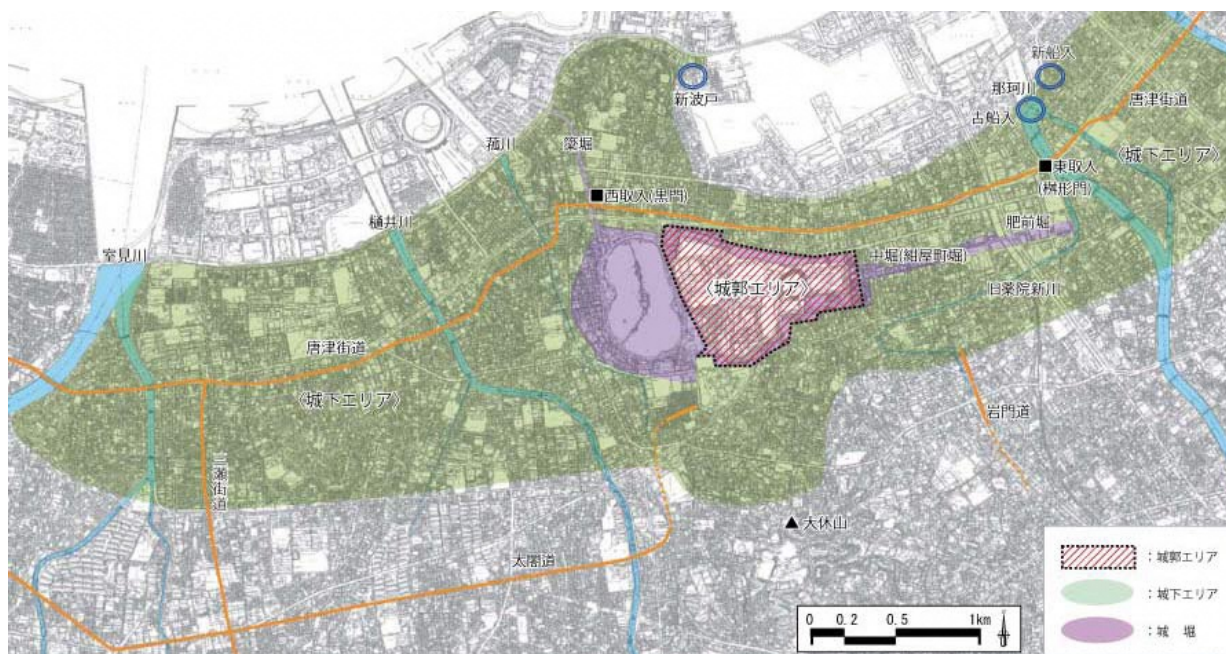 新船入
那珂川
新波戸
唐津街道
古船入
菰川
簗堀
〈城下エリア〉
東取入
(桝形門)
西取入(黒門)
樋井川
肥前堀
室見川
中堀(紺屋町堀)
〈城郭エリア〉
旧薬院新川
唐津街道
〈城下エリア〉
岩門道
三瀬街道
大休山
太閤道
:城郭エリア
:城下エリア
:城 堀
0 0.2 0.5 1km